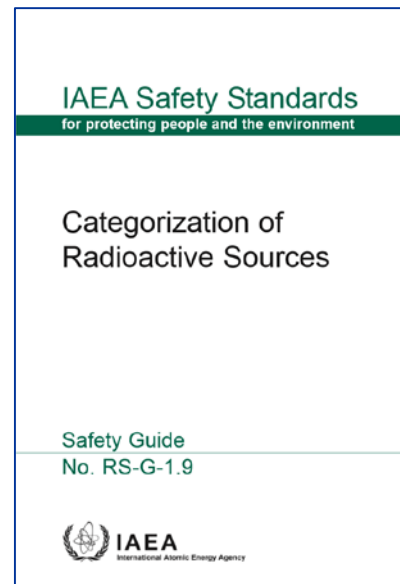 IAEA Safety Standards
for protecting people and the environment
Categorization of
Radioactive Sources
Safety Guide
No. RS-G-1.9
IAEA
International Atomic Energy Agency